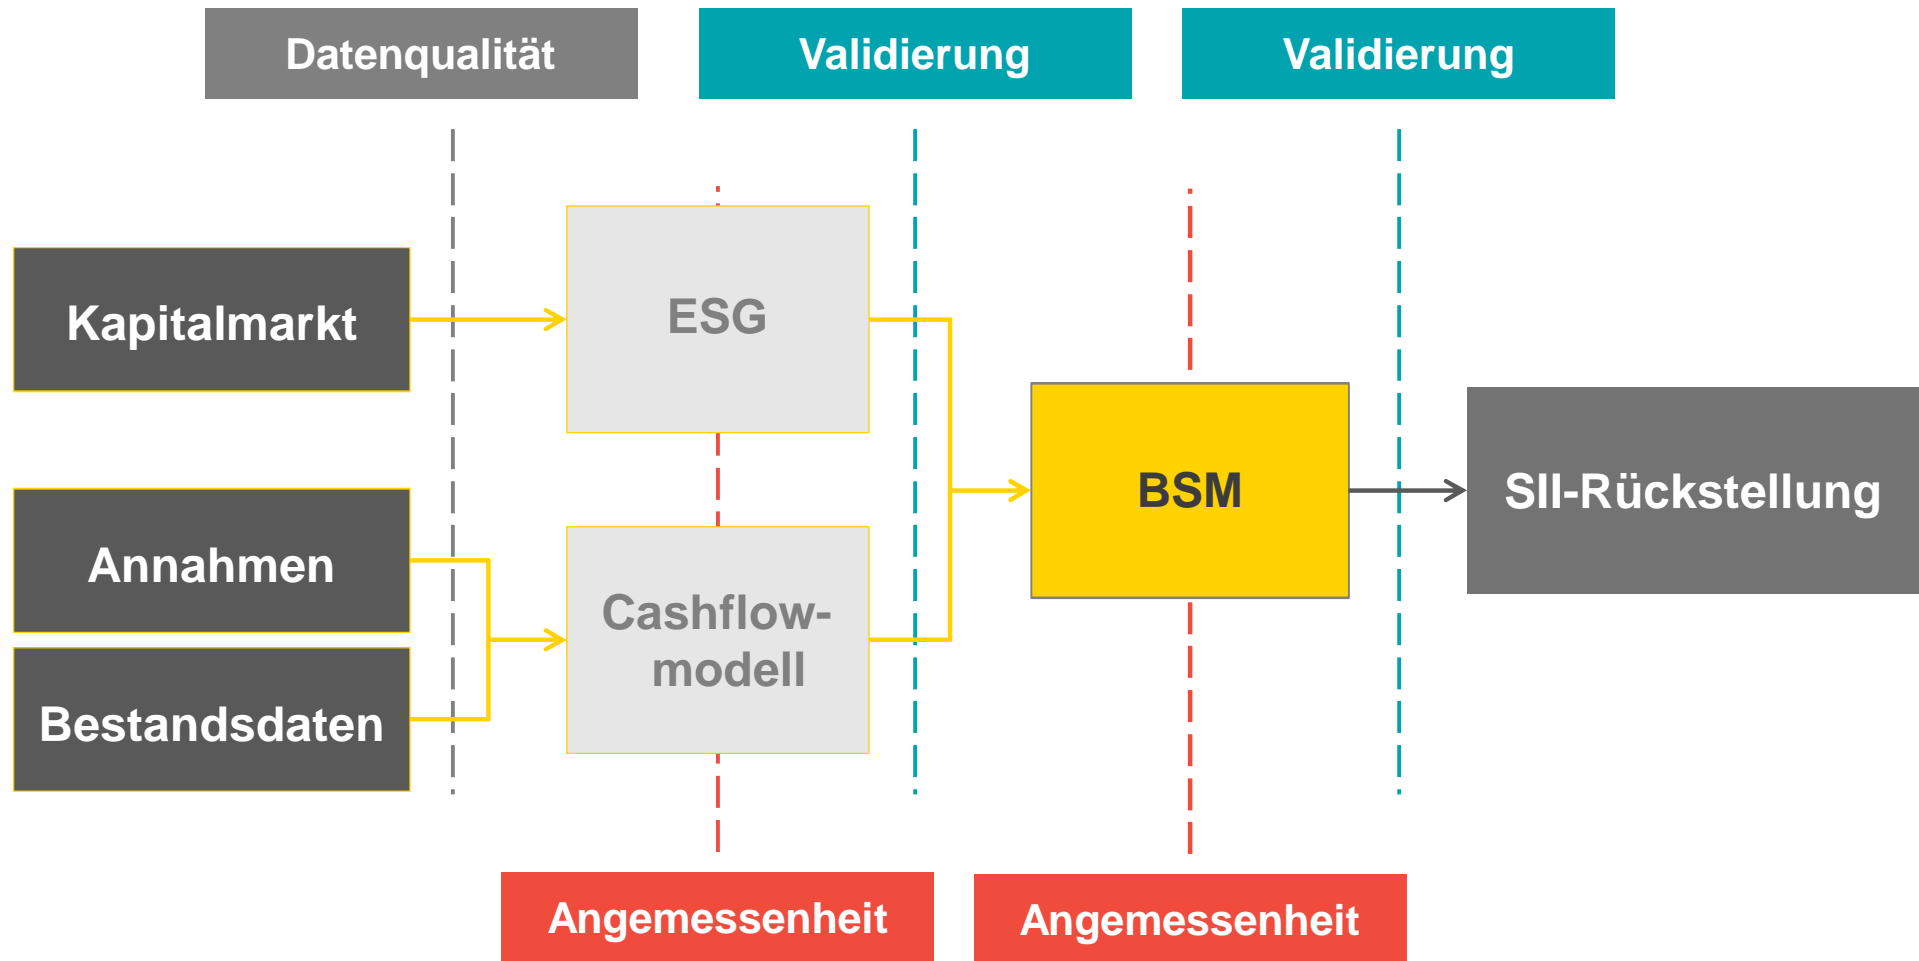 Datenqualität
Validierung
Validierung
Kapitalmarkt
ESG
Annahmen
Bestandsdaten
Cashflow-
modell
BSM
SII-Rückstellung
Angemessenheit
Angemessenheit